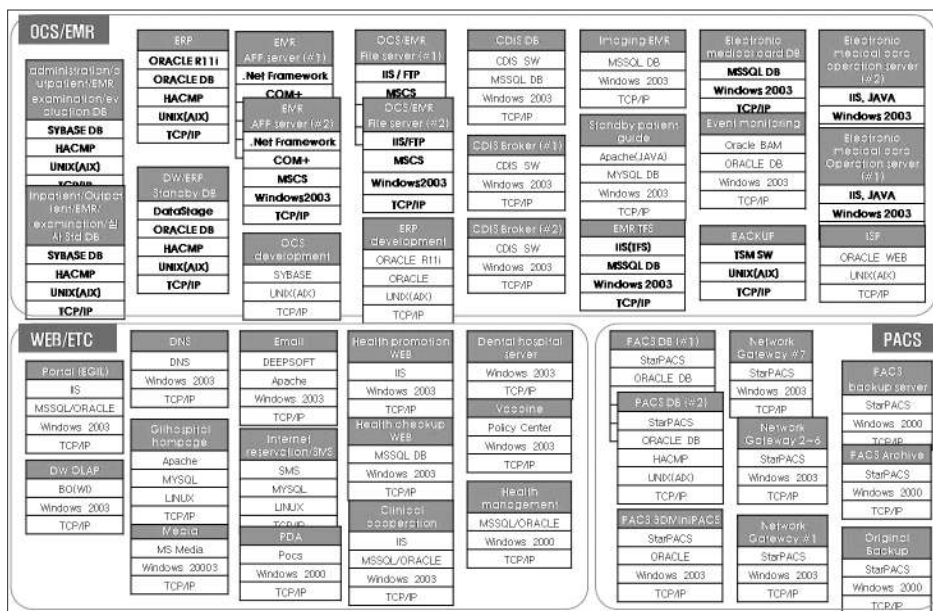 OCS/EMR
administration/o
utpatient/EMR
examination/ev
aluation DB
SYBASE DB
HACMP
UNIX(AIX)
TCP/IP
Inpatient/Outpat
ient/EMR/
examination/심
사 Std DB
SYBASE DB
HACMP
UNIX(AIX)
TCP/IP
ERP
ORACLE R11i
ORACLE DB
HACMP
UNIX(AIX)
TCP/IP
DW/ERP
Standby DB
DataStage
ORACLE DB
HACMP
UNIX(AIX)
TCP/IP
EMR
APP server (#1)
.Net Framework
COM+
EMR
APP server (#2)
.Net Framework
COM+
MSCS
Windows2003
TCP/IP
OCS
development
SYBASE
UNIX(AIX)
TCP/IP
OCS/EMR
File server (#1)
IIS / FTP
MSCS
OCS/EMR
File server (#2)
IIS/FTP
MSCS
Windows2003
TCP/IP
ERP
development
ORACLE R11i
ORACLE
UNIX(AIX)
TCP/IP
CDIS DB
CDIS SW
MSSQL DB
Windows 2003
TCP/IP
CDIS Broker (#1)
CDIS SW
Windows 2003
TCP/IP
CDIS Broker (#2)
CDIS SW
Windows 2003
TCP/IP
Imaging EMR
MSSQL DB
Windows 2003
TCP/IP
Standby patient
guide
Apache(JAVA)
MYSQL DB
Windows 2003
TCP/IP
EMR TFS
IIS(TFS)
MSSQL DB
Windows 2003
TCP/IP
Electronic
medical card DB
MSSQL DB
Windows 2003
TCP/IP
Event monitoring
Oracle BAM
ORACLE DB
Windows 2003
TCP/IP
BACKUP
TSM SW
UNIX(AIX)
TCP/IP
Electronic
medical card
operation server
(#2)
IIS, JAVA
Windows 2003
Electronic
medical card
Operation server
(#1)
IIS, JAVA
Windows 2003
ISP
ORACLE WEB
UNIX(AIX)
TCP/IP
WEB/ETC
Portal (EGIL)
IIS
MSSQL/ORACLE
Windows 2003
TCP/IP
DW OLAP
BO(WI)
Windows 2003
TCP/IP
DNS
DNS
Windows 2003
TCP/IP
Gilhospital
hompage
Apache
MYSQL
LINUX
TCP/IP
Media
MS Media
Windows 20003
TCP/IP
Email
DEEPSOFT
Apache
Windows 2003
TCP/IP
Internet
reservation/SMS
SMS
MYSQL
LINUX
TCP/IP
PDA
Pocs
Windows 2000
TCP/IP
Health promotion
WEB
IIS
Windows 2003
TCP/IP
Health checkup
WEB
MSSQL DB
Windows 2003
TCP/IP
Clinical
cooperation
IIS
MSSQL/ORACLE
Windows 2003
TCP/IP
Dental hospital
server
Windows 2003
TCP/IP
Vaccine
Policy Center
Windows 2003
TCP/IP
Health
management
MSSQL/ORACLE
Windows 2000
TCP/IP
PACS
PACS DB (#1)
StarPACS
ORACLE DB
PACS DB (#2)
StarPACS
ORACLE DB
HACMP
UNIX(AIX)
TCP/IP
PACS 3DMiniPACS
StarPACS
ORACLE
Windows 2003
TCP/IP
Network
Gateway #7
StarPACS
Windows 2003
TCP/IP
Network
Gateway 2~6
StarPACS
Windows 2003
TCP/IP
Network
Gateway #1
StarPACS
Windows 2003
TCP/IP
PACS
backup server
StarPACS
Windows 2000
TCP/IP
PACS Archive
StarPACS
Windows 2000
TCP/IP
Original
Backup
StarPACS
Windows 2000
TCP/IP